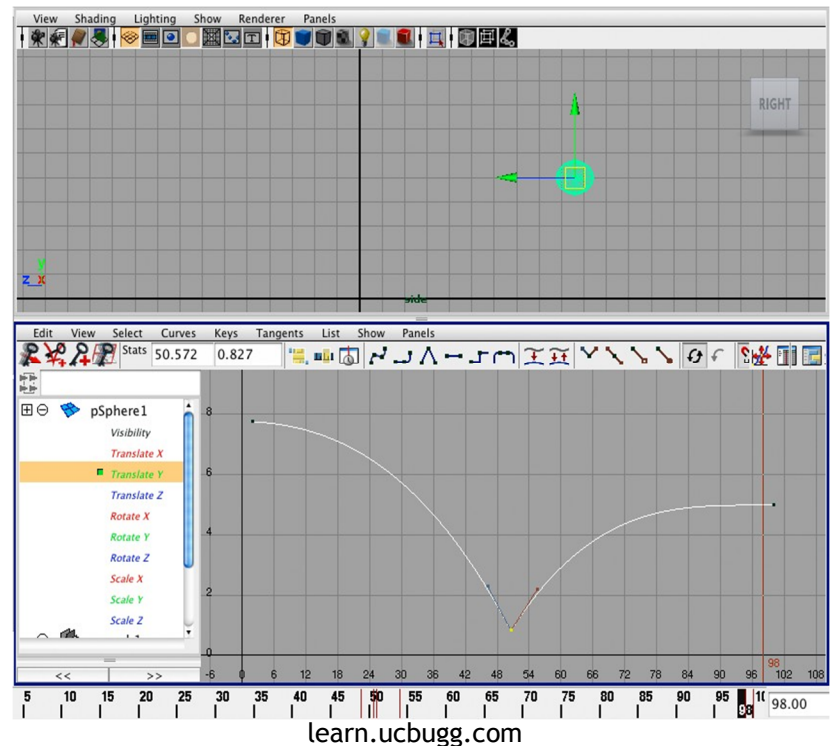 View Shading Lighting Show Renderer Panels
RIGHT
y
z x
side
Edit View Select Curves Keys Tangents List Show Panels
Stats 50.572 0.827
pSphere1
Visibility
Translate X
Translate Y
Translate Z
Rotate X
Rotate Y
Rotate Z
Scale X
Scale Y
Scale Z
8
6
4
2
0
98
-6 0 6 12 18 24 30 36 42 48 54 60 66 72 78 84 90 96 102 108
<< >>
5 10 15 20 25 30 35 40 45 50 55 60 65 70 75 80 85 90 95 10
98 98.00
learn.ucbugg.com